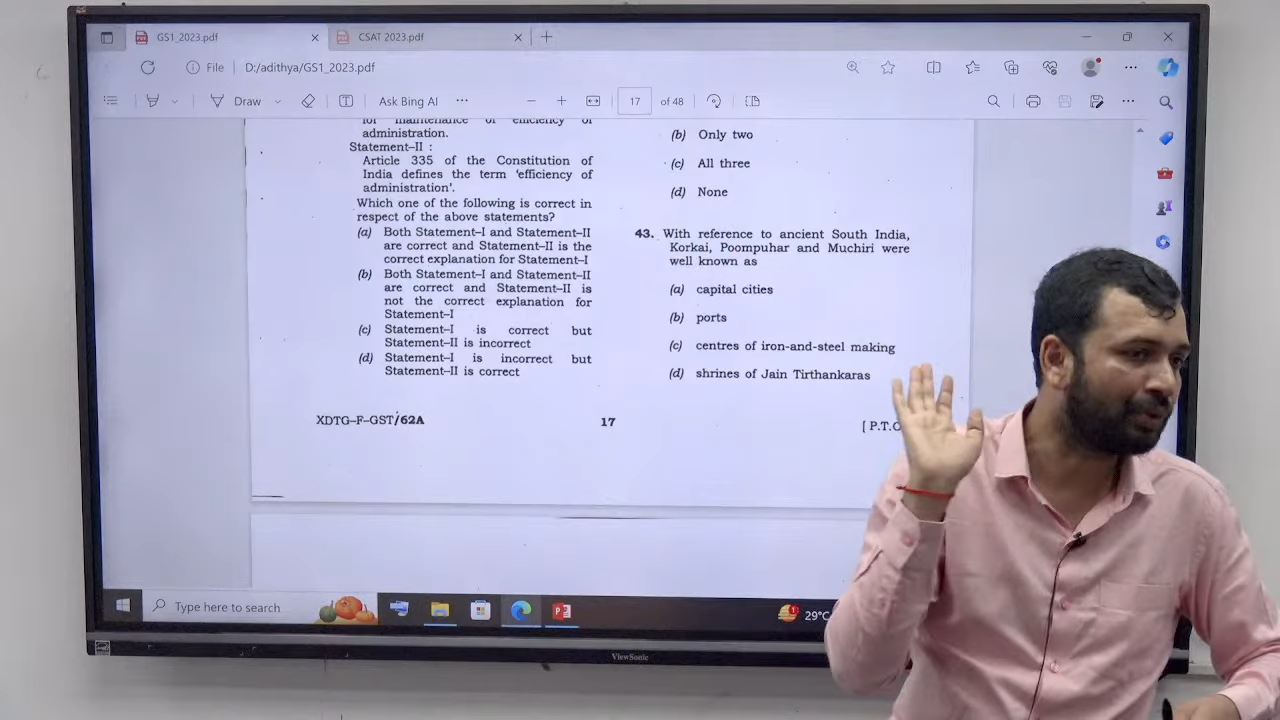 GS1_2023.pdf
CSAT 2023.pdf
File D:/adithya/GS1_2023.pdf
Draw
Ask Bing AI
17 of 48
for maintenance of efficiency of
administration.
Statement–II :
Article 335 of the Constitution of
India defines the term 'efficiency of
administration'.
Which one of the following is correct in
respect of the above statements?
(a) Both Statement–I and Statement–II
are correct and Statement–II is the
correct explanation for Statement–I
(b) Both Statement–I and Statement–II
are correct and Statement–II is
not the correct explanation for
Statement–I
(c) Statement–I is correct but
Statement–II is incorrect
(d) Statement–I is incorrect but
Statement–II is correct
(b) Only two
(c) All three
(d) None
43. With reference to ancient South India,
Korkai, Poompuhar and Muchiri were
well known as
(a) capital cities
(b) ports
(c) centres of iron-and-steel making
(d) shrines of Jain Tirthankaras
XDTG–F–GST/62A
17
[ P.T.O
Type here to search
29°C
ViewSonic